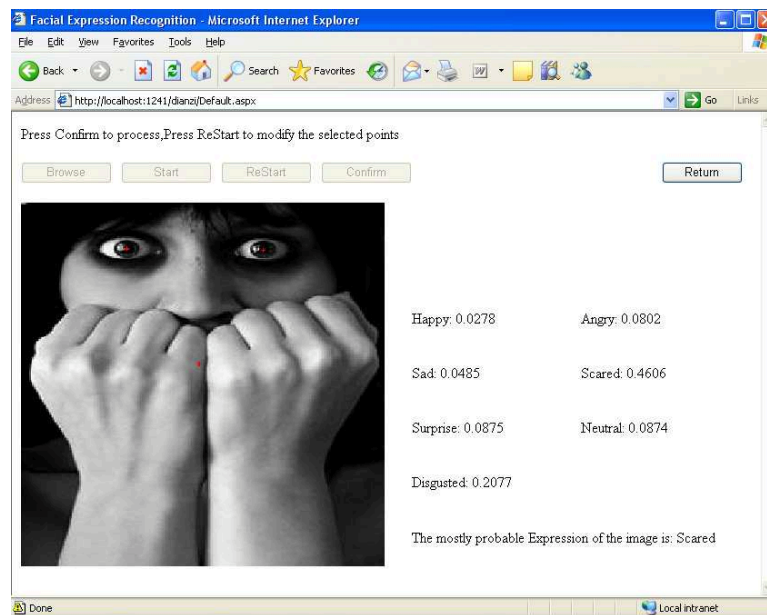 Facial Expression Recognition - Microsoft Internet Explorer
File Edit View Favorites Tools Help
Back Search Favorites
Address http://localhost:1241/dianzi/Default.aspx Go Links
Press Confirm to process,Press ReStart to modify the selected points
Browse Start ReStart Confirm Return
Happy: 0.0278 Angry: 0.0802
Sad: 0.0485 Scared: 0.4606
Surprise: 0.0875 Neutral: 0.0874
Disgusted: 0.2077
The mostly probable Expression of the image is: Scared
Done Local intranet